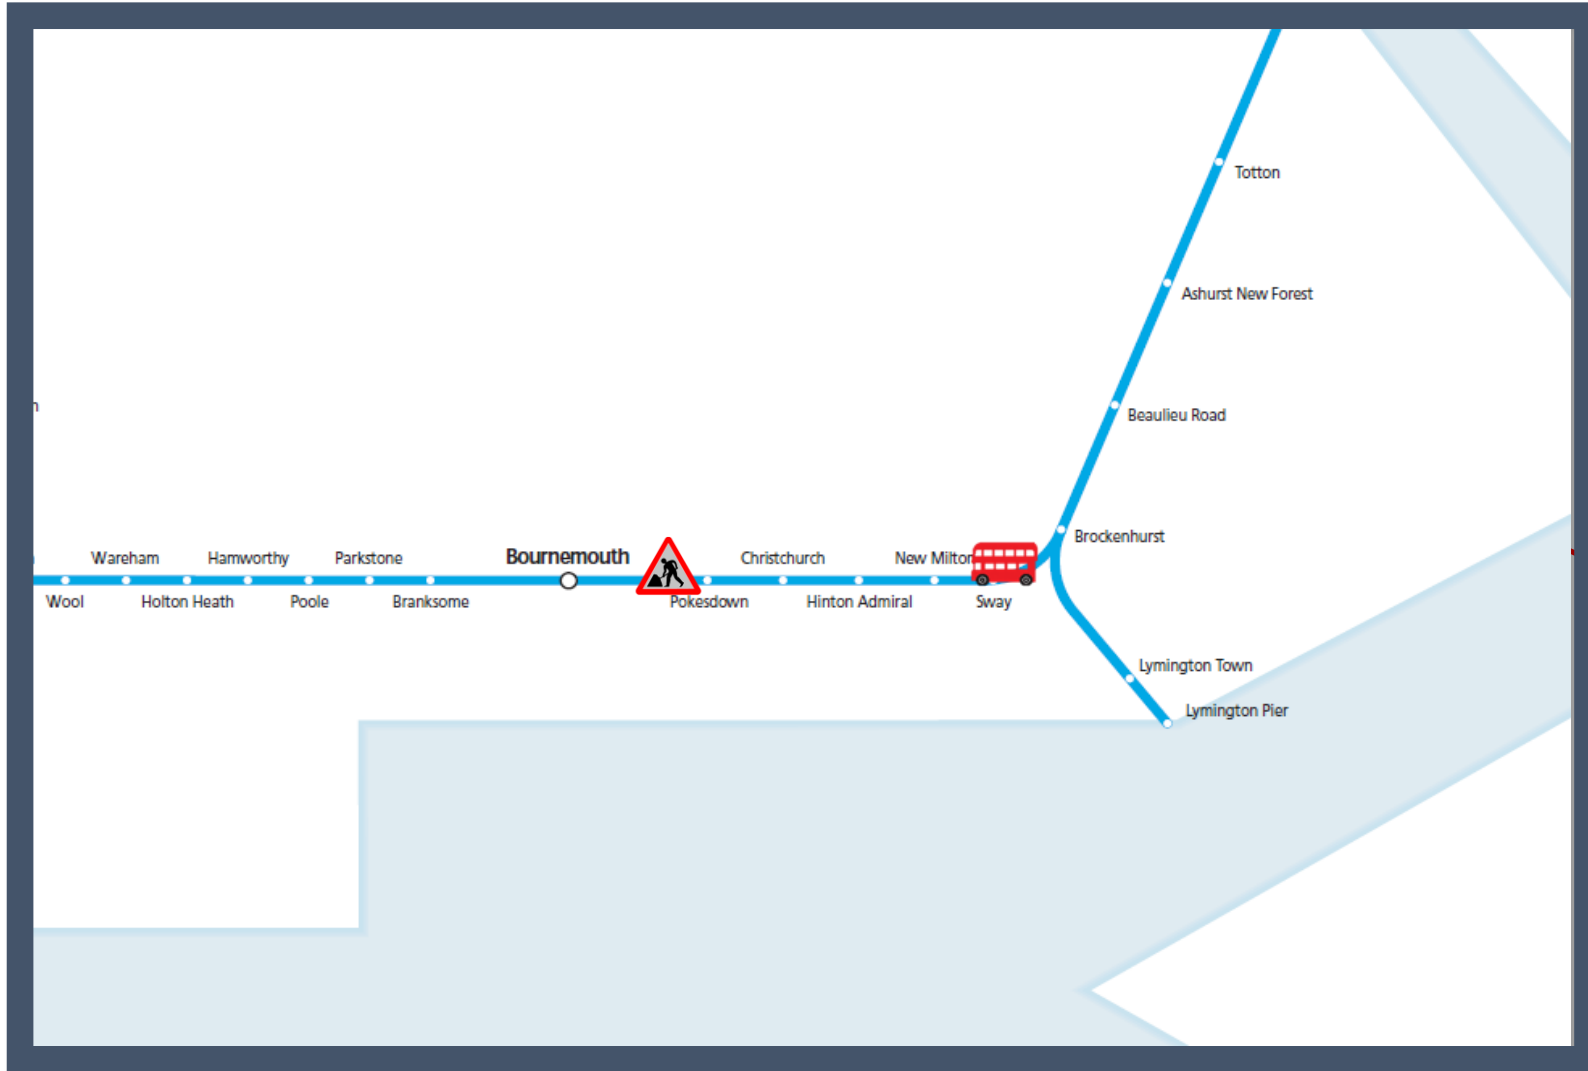 Totton
Ashurst New Forest
Beaulieu Road
Brockenhurst
Wareham
Hamworthy
Parkstone
Bournemouth
Christchurch
New Milton
Wool
Holton Heath
Poole
Branksome
Pokesdown
Hinton Admiral
Sway
Lymington Town
Lymington Pier